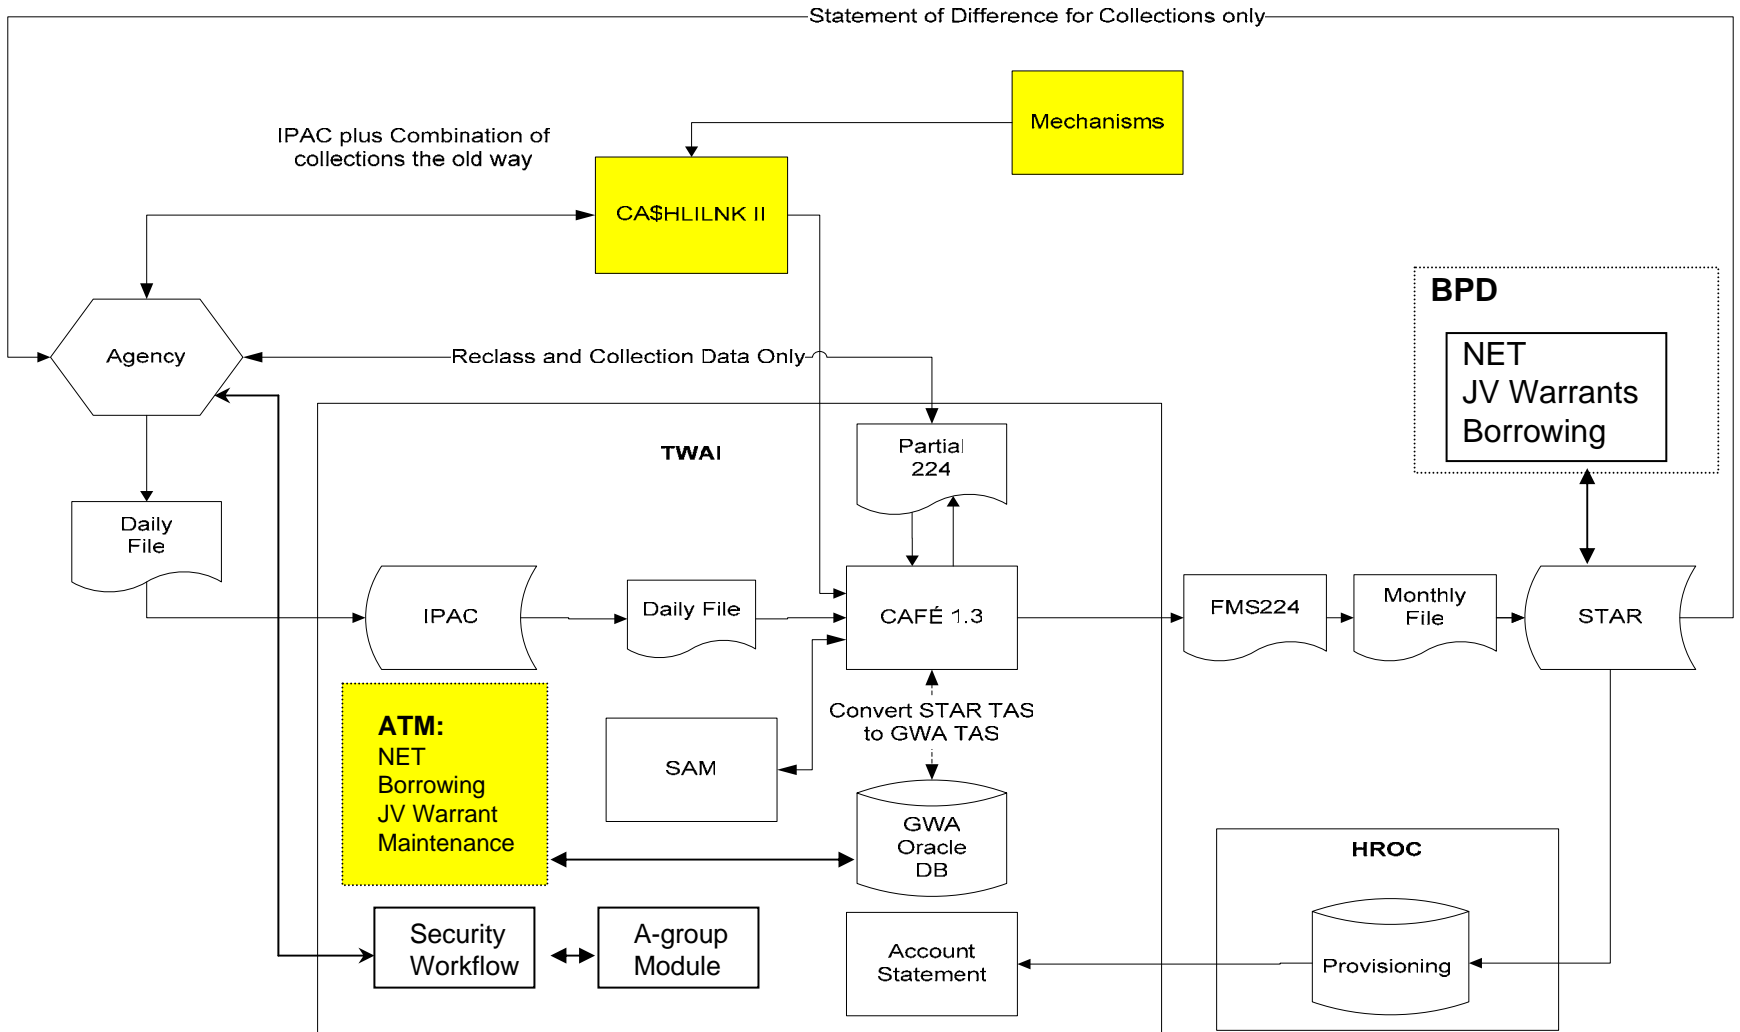 Statement of Difference for Collections only
Mechanisms
IPAC plus Combination of
collections the old way
CA$HLILNK II
BPD
NET
JV Warrants
Borrowing
Agency
Reclass and Collection Data Only
TWAI
Partial
224
Daily
File
IPAC
Daily File
CAFÉ 1.3
FMS224
Monthly
File
STAR
ATM:
NET
Borrowing
JV Warrant
Maintenance
SAM
Convert STAR TAS
to GWA TAS
GWA
Oracle
DB
HROC
Security
Workflow
A-group
Module
Account
Statement
Provisioning